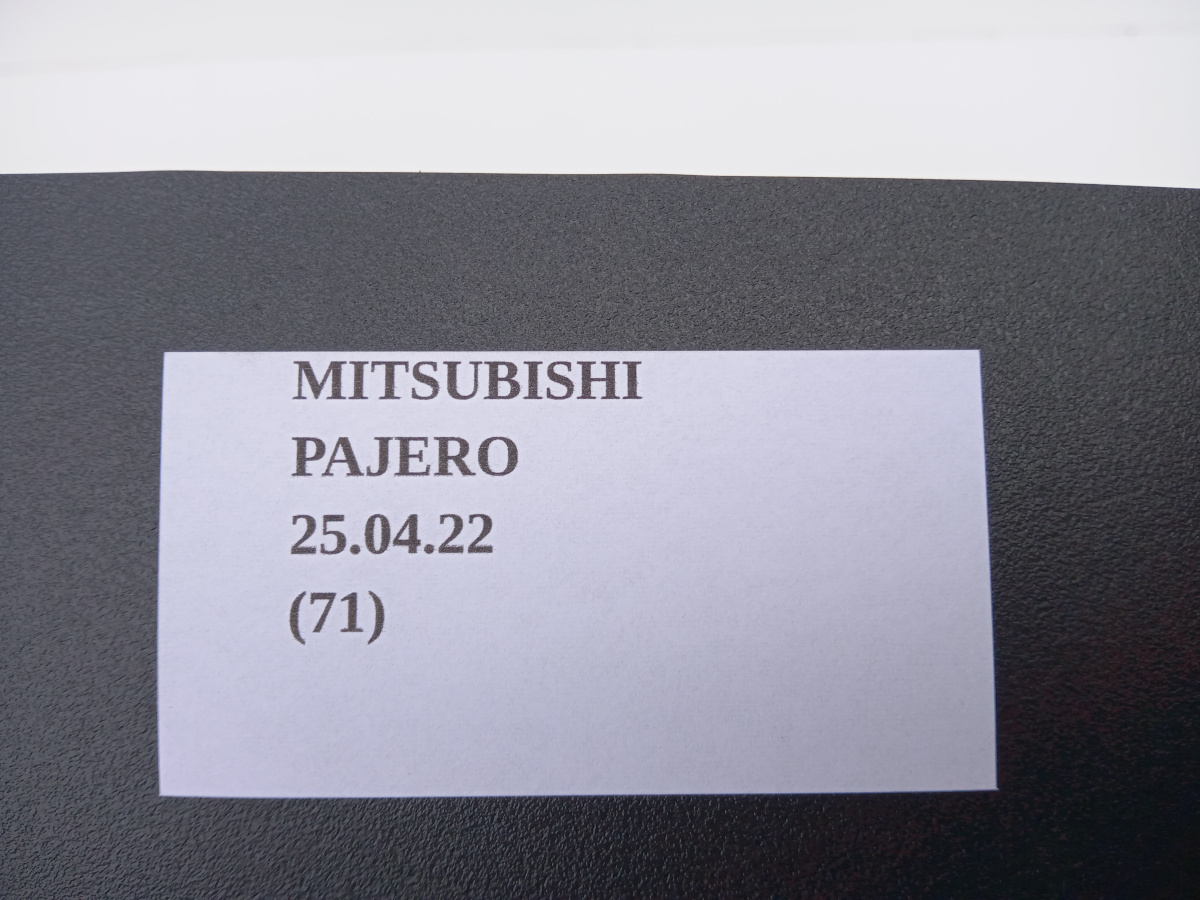 MITSUBISHI
PAJERO
25.04.22
(71)